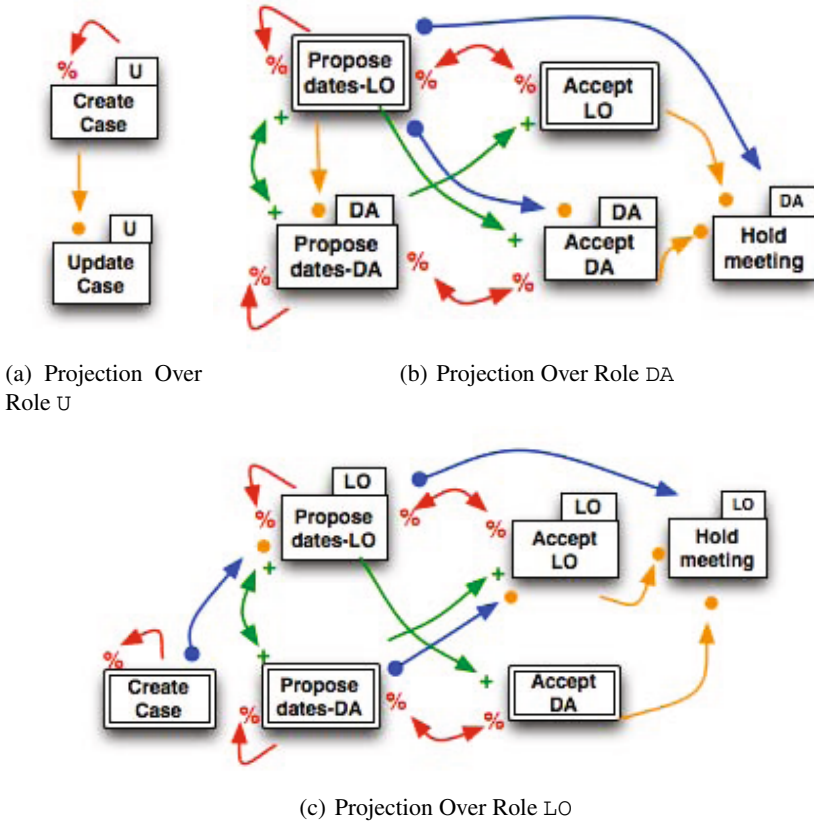 %
U
Create
Case
U
Update
Case
(a) Projection Over
Role U
%
Propose
dates-LO
%
%
Accept
LO
+
+
+
DA
Propose
dates-DA
%
%
+
DA
Accept
DA
%
DA
Hold
meeting
(b) Projection Over Role DA
LO
Propose
dates-LO
%
+
%
%
LO
Accept
LO
+
LO
Hold
meeting
%
Create
Case
+
Propose
dates-DA
%
%
+
%
Accept
DA
(c) Projection Over Role LO